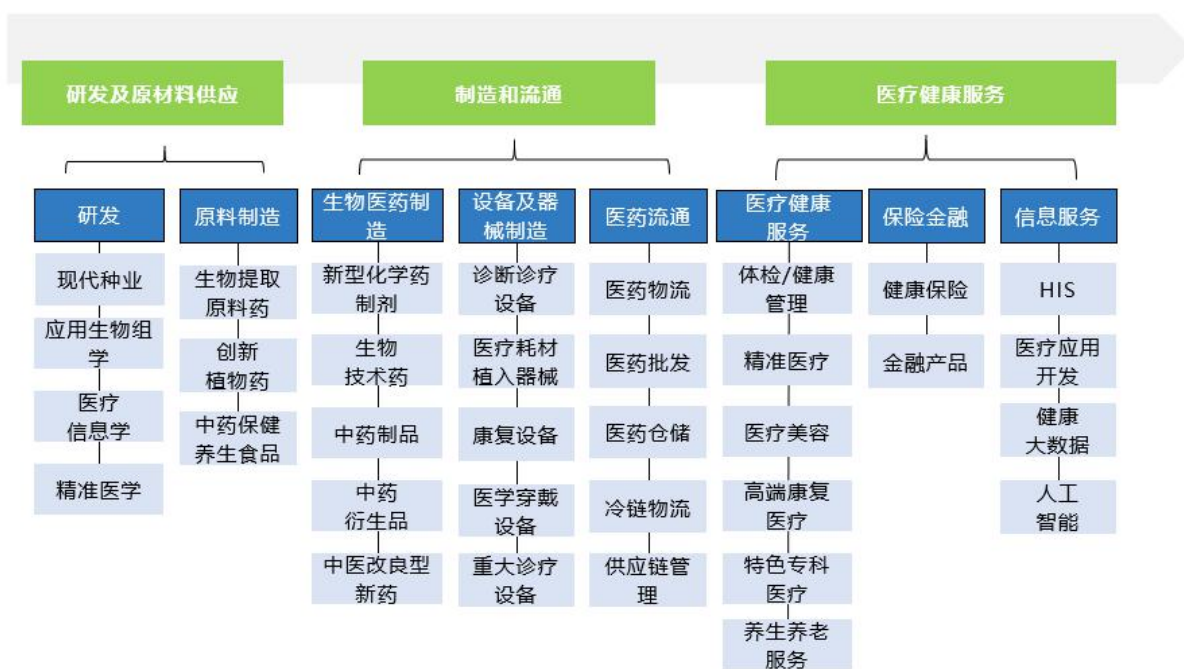 研发及原材料供应
制造和流通
医疗健康服务
研发
原料制造
生物医药制
造
设备及器
械制造
医药流通
医疗健康
服务
保险金融
信息服务
现代种业
应用生物组
学
医疗
信息学
精准医学
生物提取
原料药
创新
植物药
中药保健
养生食品
新型化学药
制剂
生物
技术药
中药制品
中药
衍生品
中医改良型
新药
诊断诊疗
设备
医疗耗材
植入器械
康复设备
医学穿戴
设备
重大诊疗
设备
医药物流
医药批发
医药仓储
冷链物流
供应链管
理
体检/健康
管理
精准医疗
医疗美容
高端康复
医疗
特色专科
医疗
养生养老
服务
健康保险
金融产品
HIS
医疗应用
开发
健康
大数据
人工
智能